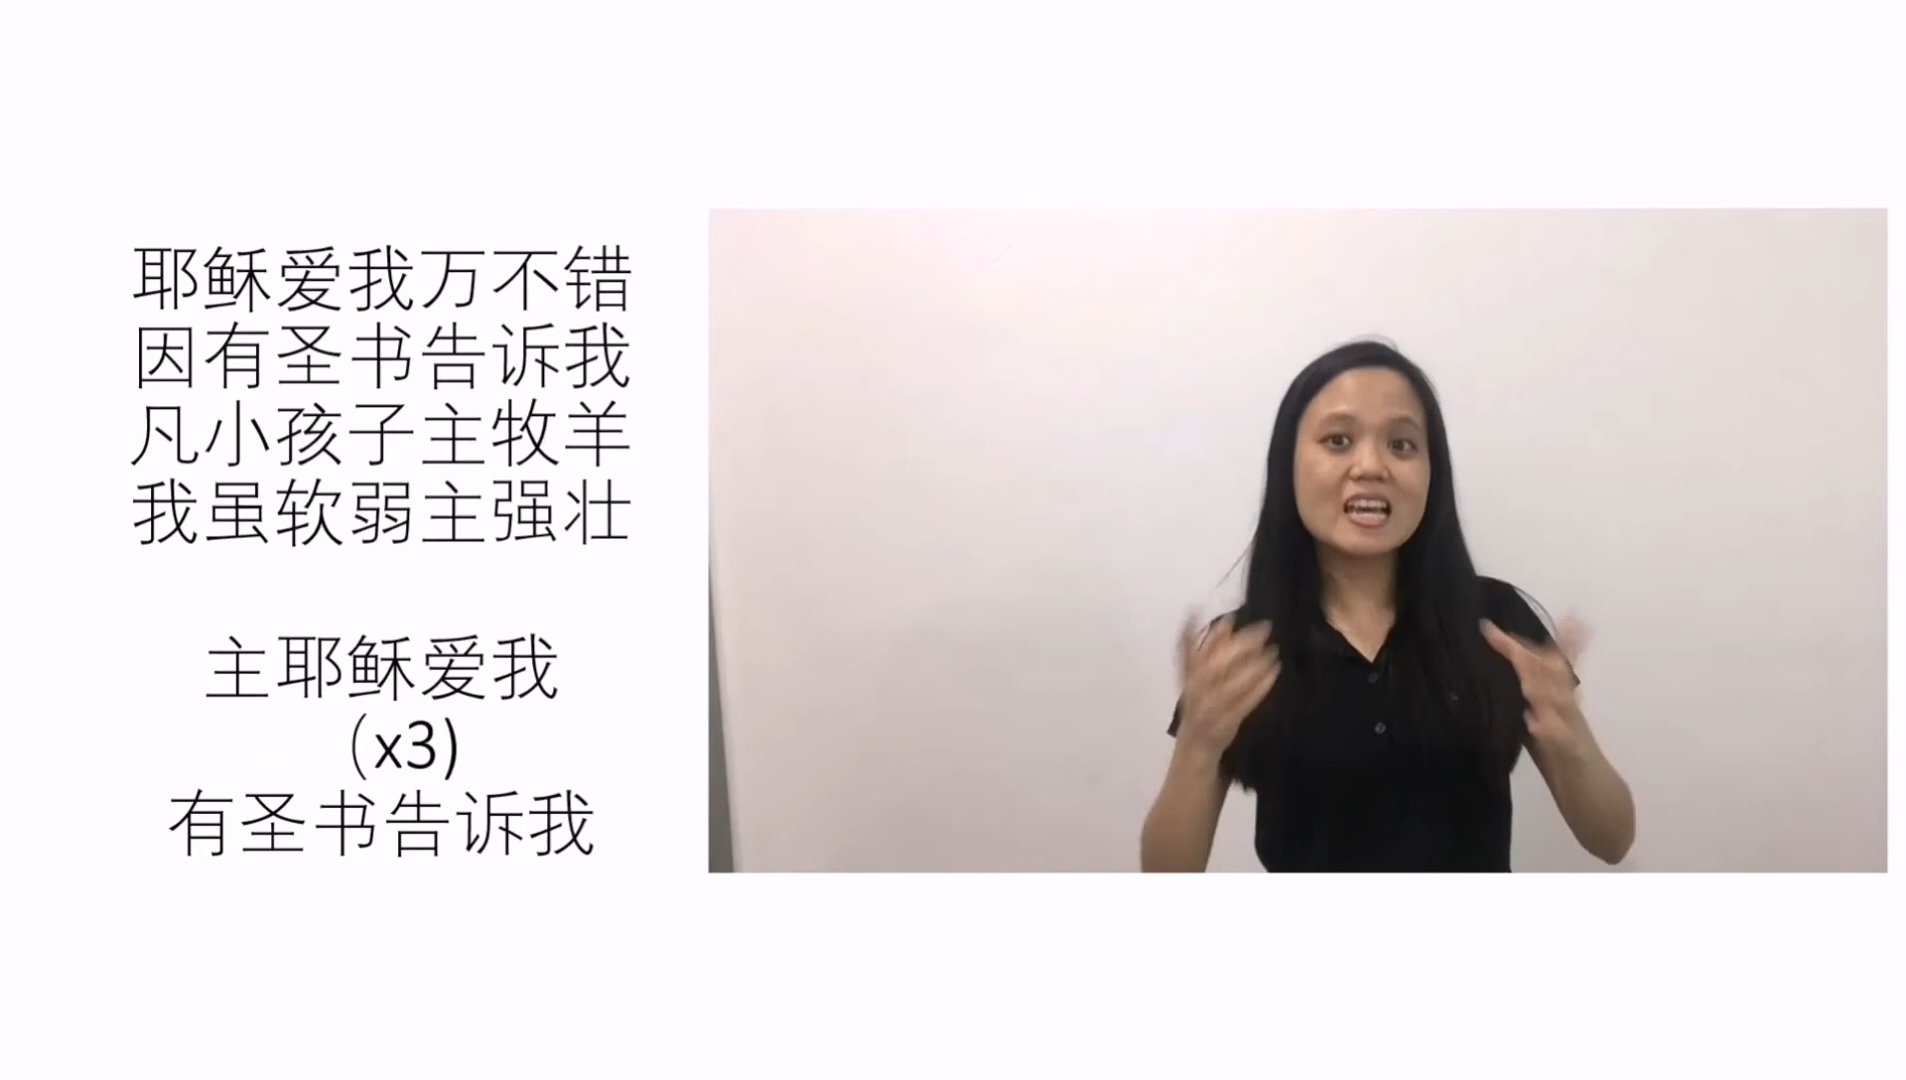 耶稣爱我万不错
因有圣书告诉我
凡小孩子主牧羊
我虽软弱主强壮
主耶稣爱我
（x3)
有圣书告诉我